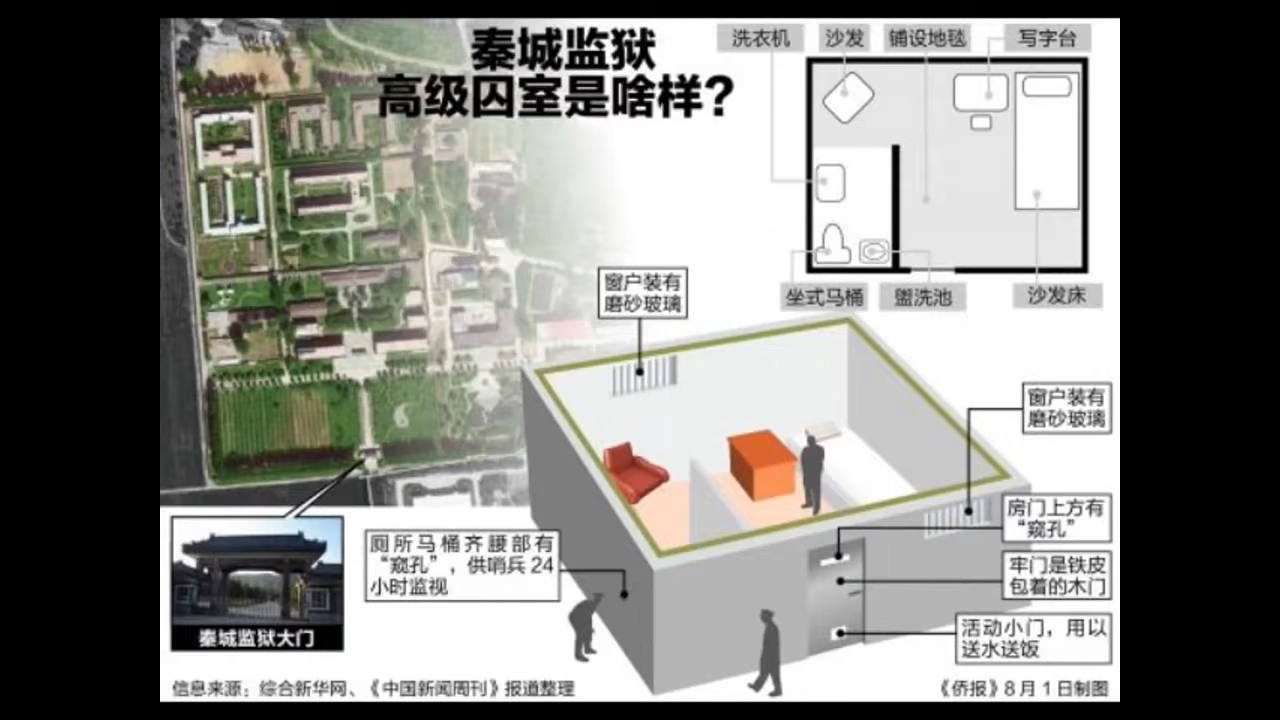 秦城监狱
高级囚室是啥样?
洗衣机
沙发
铺设地毯
写字台
坐式马桶
盥洗池
沙发床
窗户装有
磨砂玻璃
窗户装有
磨砂玻璃
房门上方有
“窥孔”
牢门是铁皮
包着的木门
活动小门，用以
送水送饭
厕所马桶齐腰部有
“窥孔”，供哨兵24
小时监视
秦城监狱大门
信息来源：综合新华网、《中国新闻周刊》报道整理
《侨报》8月1日制图